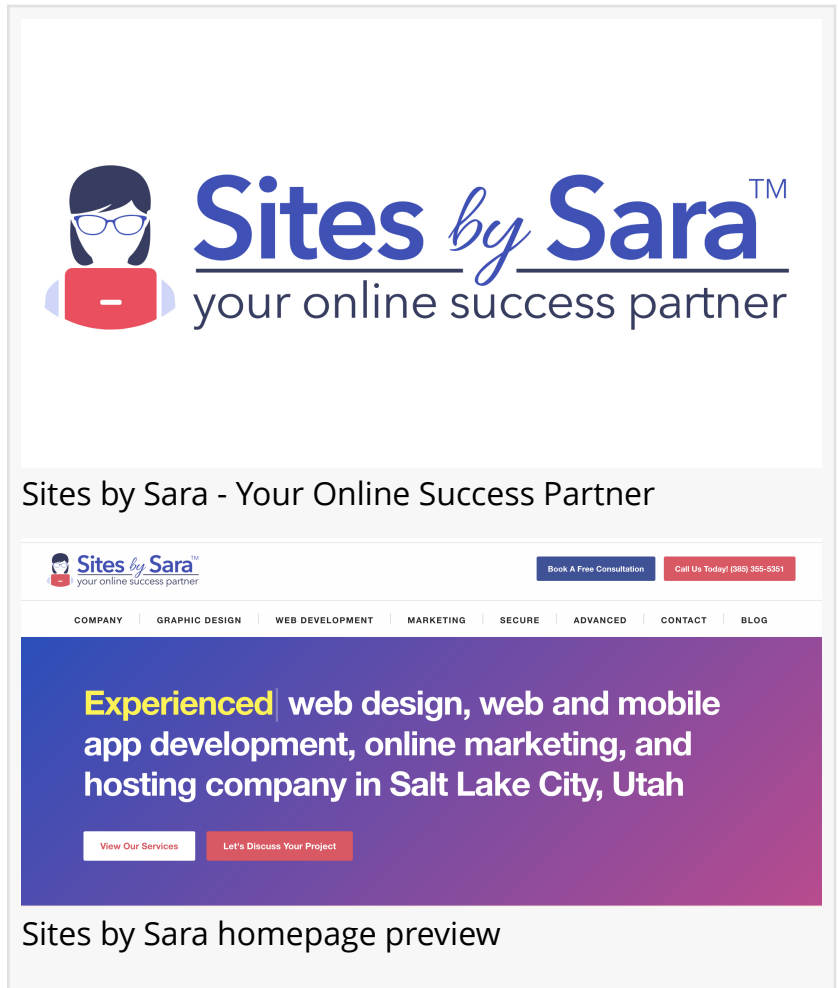 Sites by Sara™
your online success partner
Sites by Sara - Your Online Success Partner
Sites by Sara™
your online success partner
Book A Free Consultation
Call Us Today! (385) 355-5351
COMPANY GRAPHIC DESIGN WEB DEVELOPMENT MARKETING SECURE ADVANCED CONTACT BLOG
Experienced web design, web and mobile
app development, online marketing, and
hosting company in Salt Lake City, Utah
View Our Services Let's Discuss Your Project
Sites by Sara homepage preview